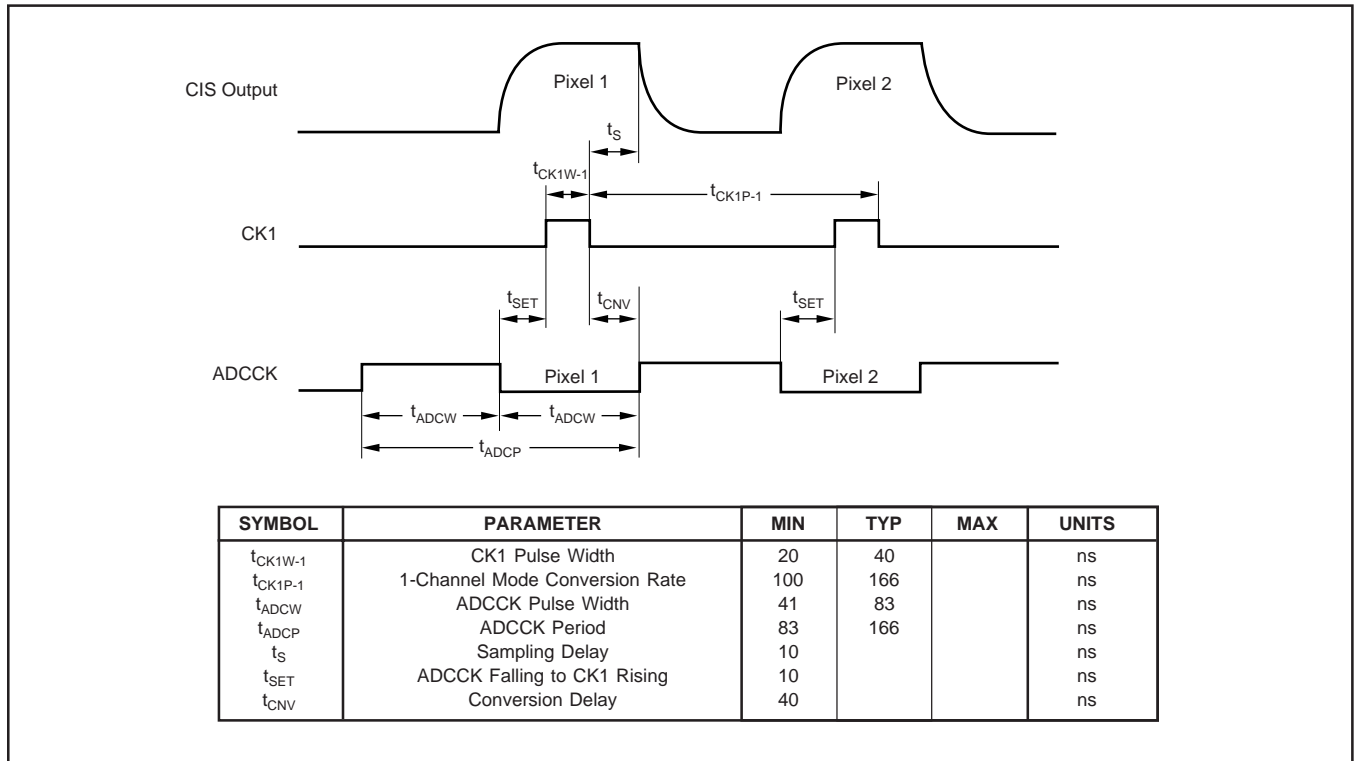 CIS Output
Pixel 1
Pixel 2
tS
tCK1W-1
tCK1P-1
CK1
tSET
tCNV
tSET
ADCCK
Pixel 1
Pixel 2
tADCW
tADCW
tADCP
SYMBOL PARAMETER MIN TYP MAX UNITS
tCK1W-1 CK1 Pulse Width 20 40 ns
tCK1P-1 1-Channel Mode Conversion Rate 100 166 ns
tADCW ADCCK Pulse Width 41 83 ns
tADCP ADCCK Period 83 166 ns
tS Sampling Delay 10 ns
tSET ADCCK Falling to CK1 Rising 10 ns
tCNV Conversion Delay 40 ns